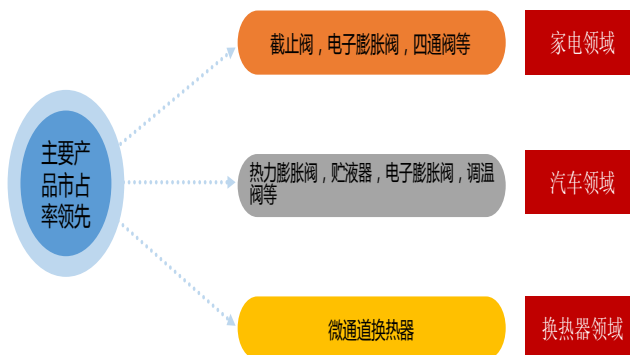 截止阀，电子膨胀阀，四通阀等
家电领域
主要产
品市占
率领先
热力膨胀阀，贮液器，电子膨胀阀，调温
阀等
汽车领域
微通道换热器
换热器领域